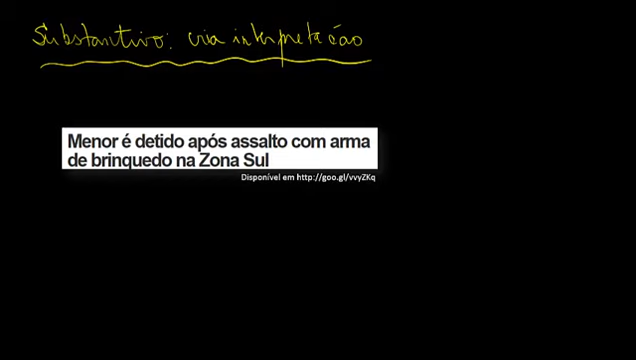 Substantivo: cria interpretação
Menor é detido após assalto com arma
de brinquedo na Zona Sul
Disponível em http://goo.gl/vvyZKq